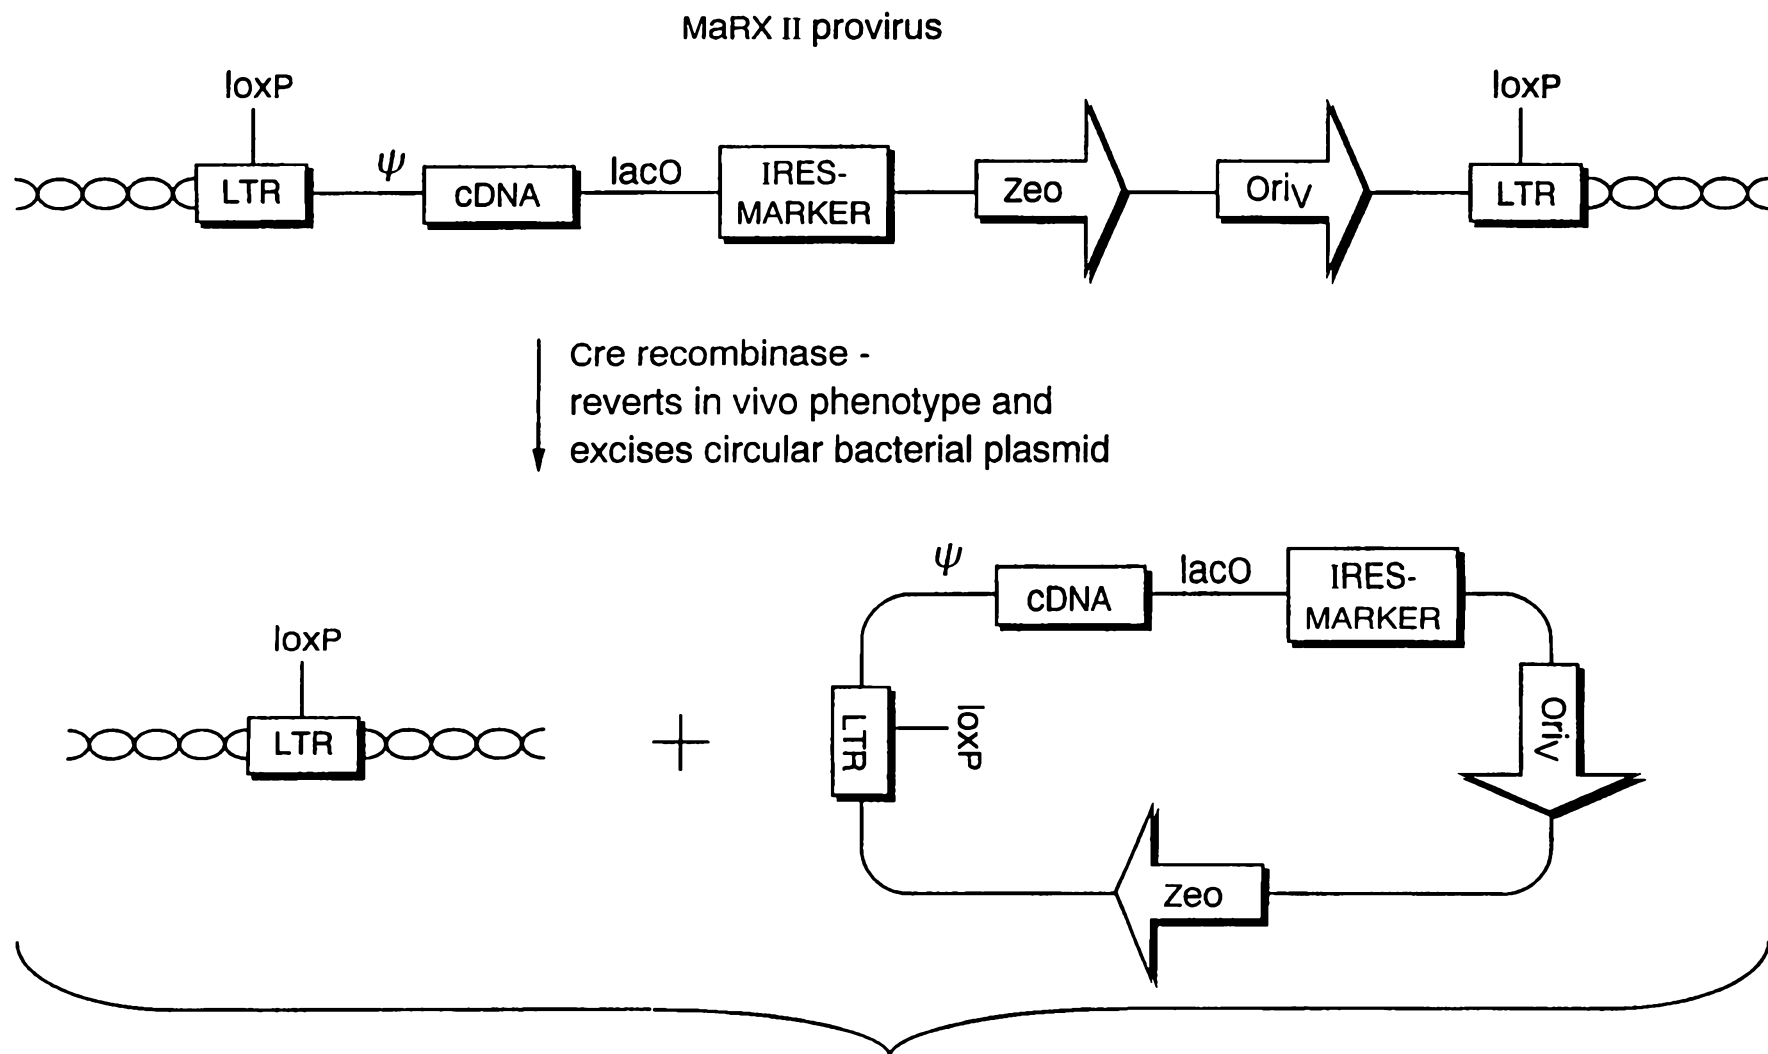 MaRX II provirus
loxP
loxP
LTR
ψ
cDNA
lacO
IRES-
MARKER
Zeo
OriV
LTR
Cre recombinase -
reverts in vivo phenotype and
excises circular bacterial plasmid
loxP
LTR
+
ψ
cDNA
lacO
IRES-
MARKER
LTR
loxP
OriV
Zeo